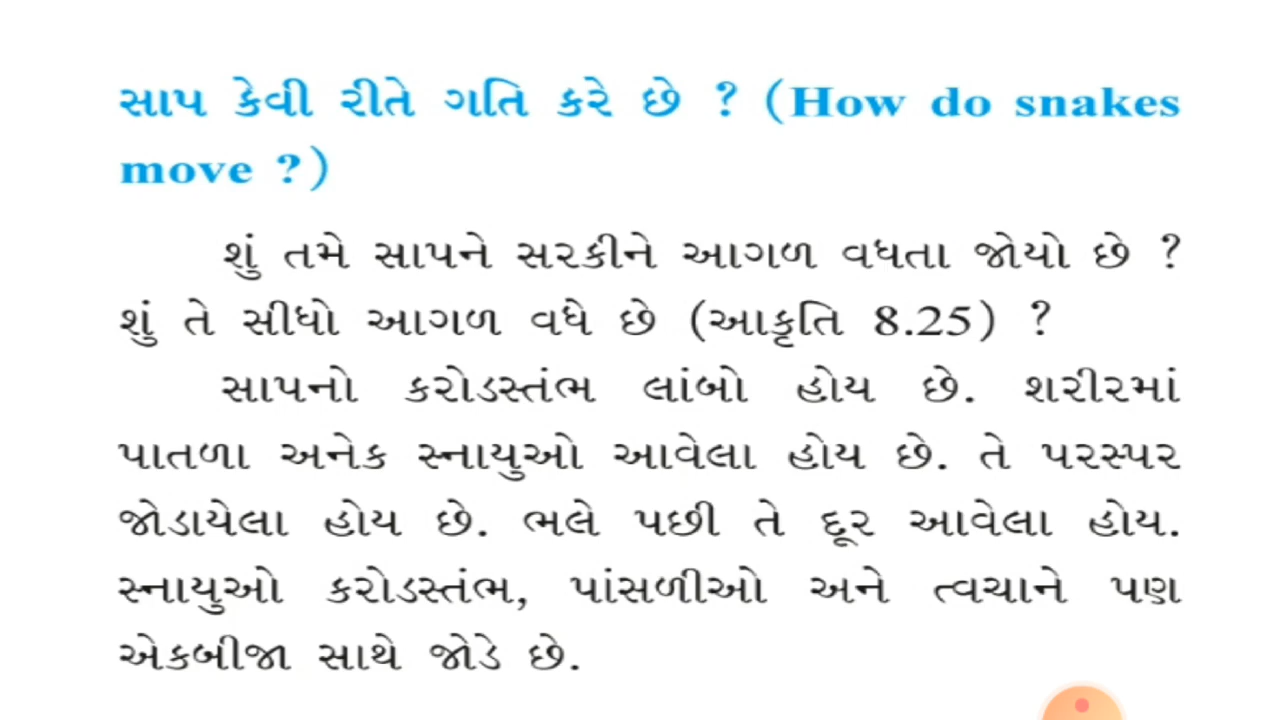 સાપ કેવી રીતે ગતિ કરે છે ? (How do snakes
move ?)
શું તમે સાપને સરકીને આગળ વધતા જોયો છે ?
શું તે સીધો આગળ વધે છે (આકૃતિ 8.25) ?
સાપનો કરોડસ્તંભ લાંબો હોય છે. શરીરમાં
પાતળા અનેક સ્નાયુઓ આવેલા હોય છે. તે પરસ્પર
જોડાયેલા હોય છે. ભલે પછી તે દૂર આવેલા હોય.
સ્નાયુઓ કરોડસ્તંભ, પાંસળીઓ અને ત્વચાને પણ
એકબીજા સાથે જોડે છે.